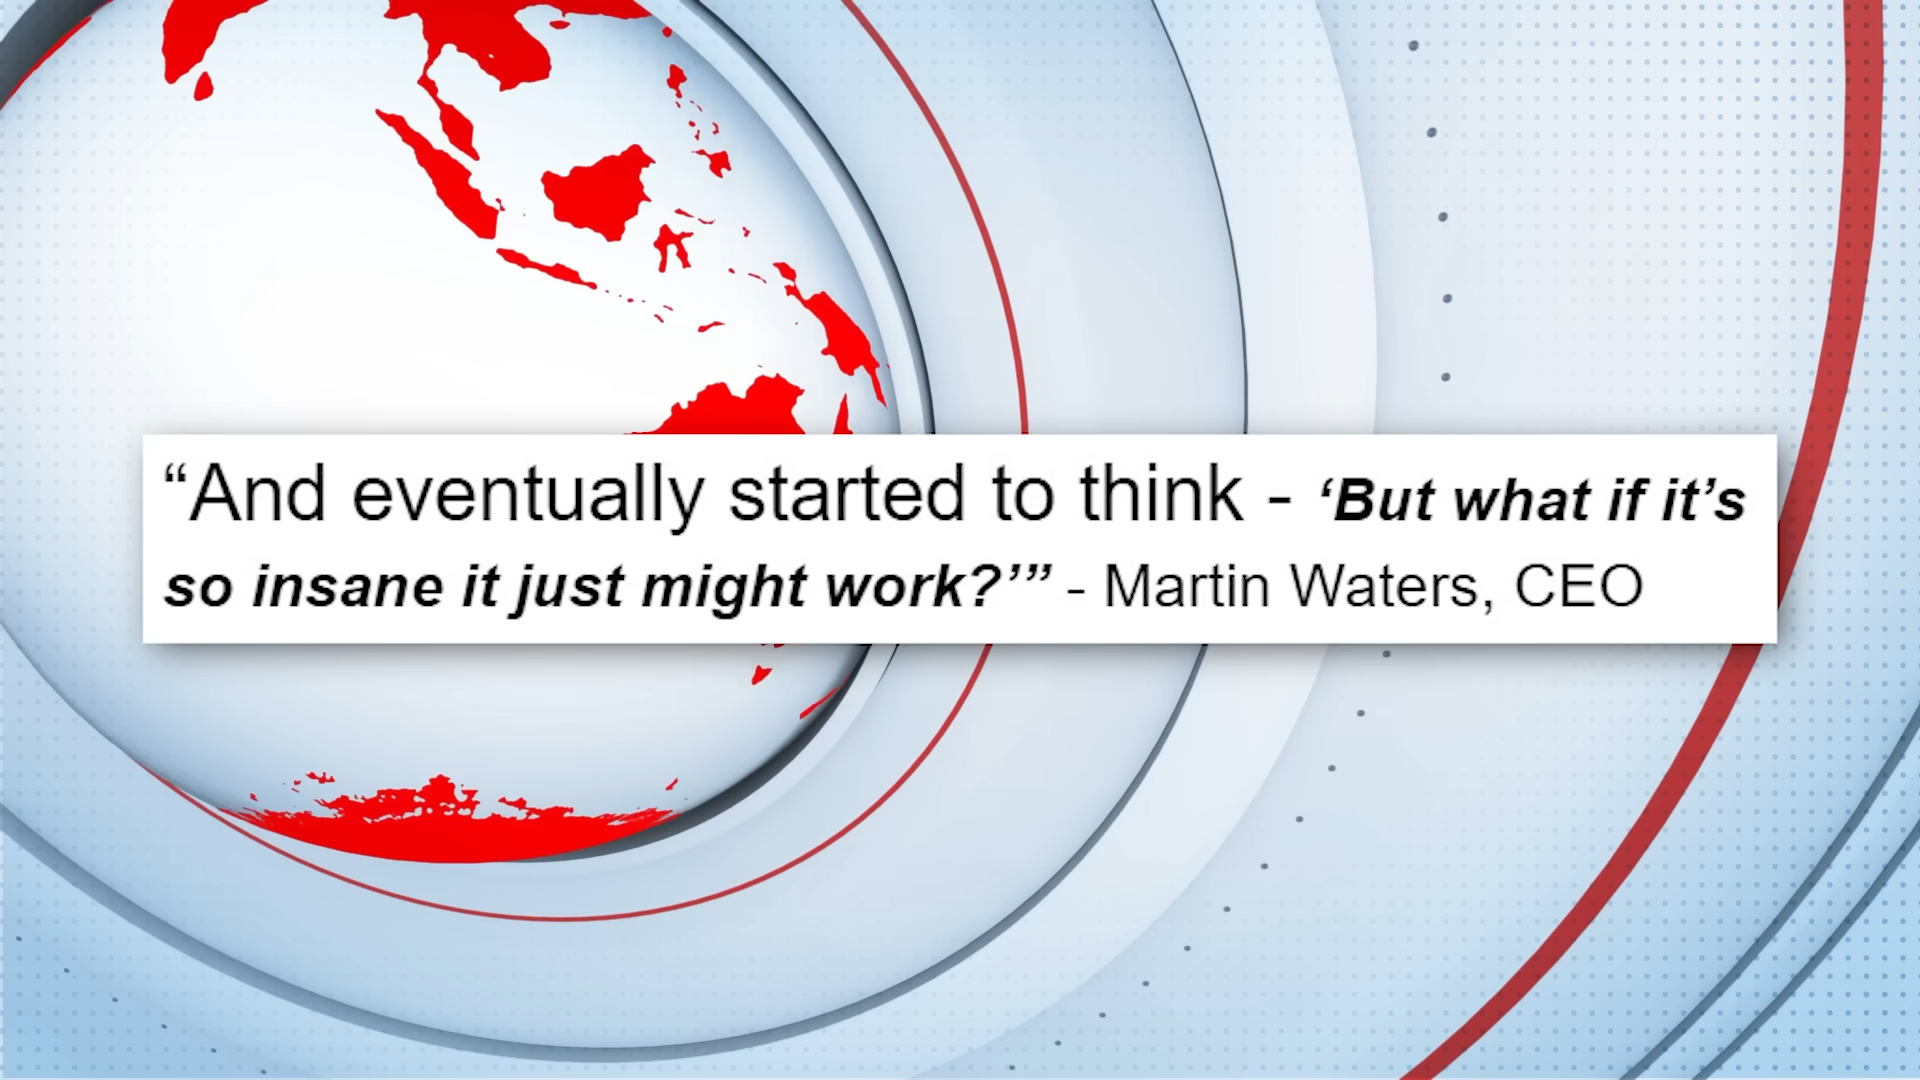 “And eventually started to think - ‘But what if it’s
so insane it just might work?’” - Martin Waters, CEO